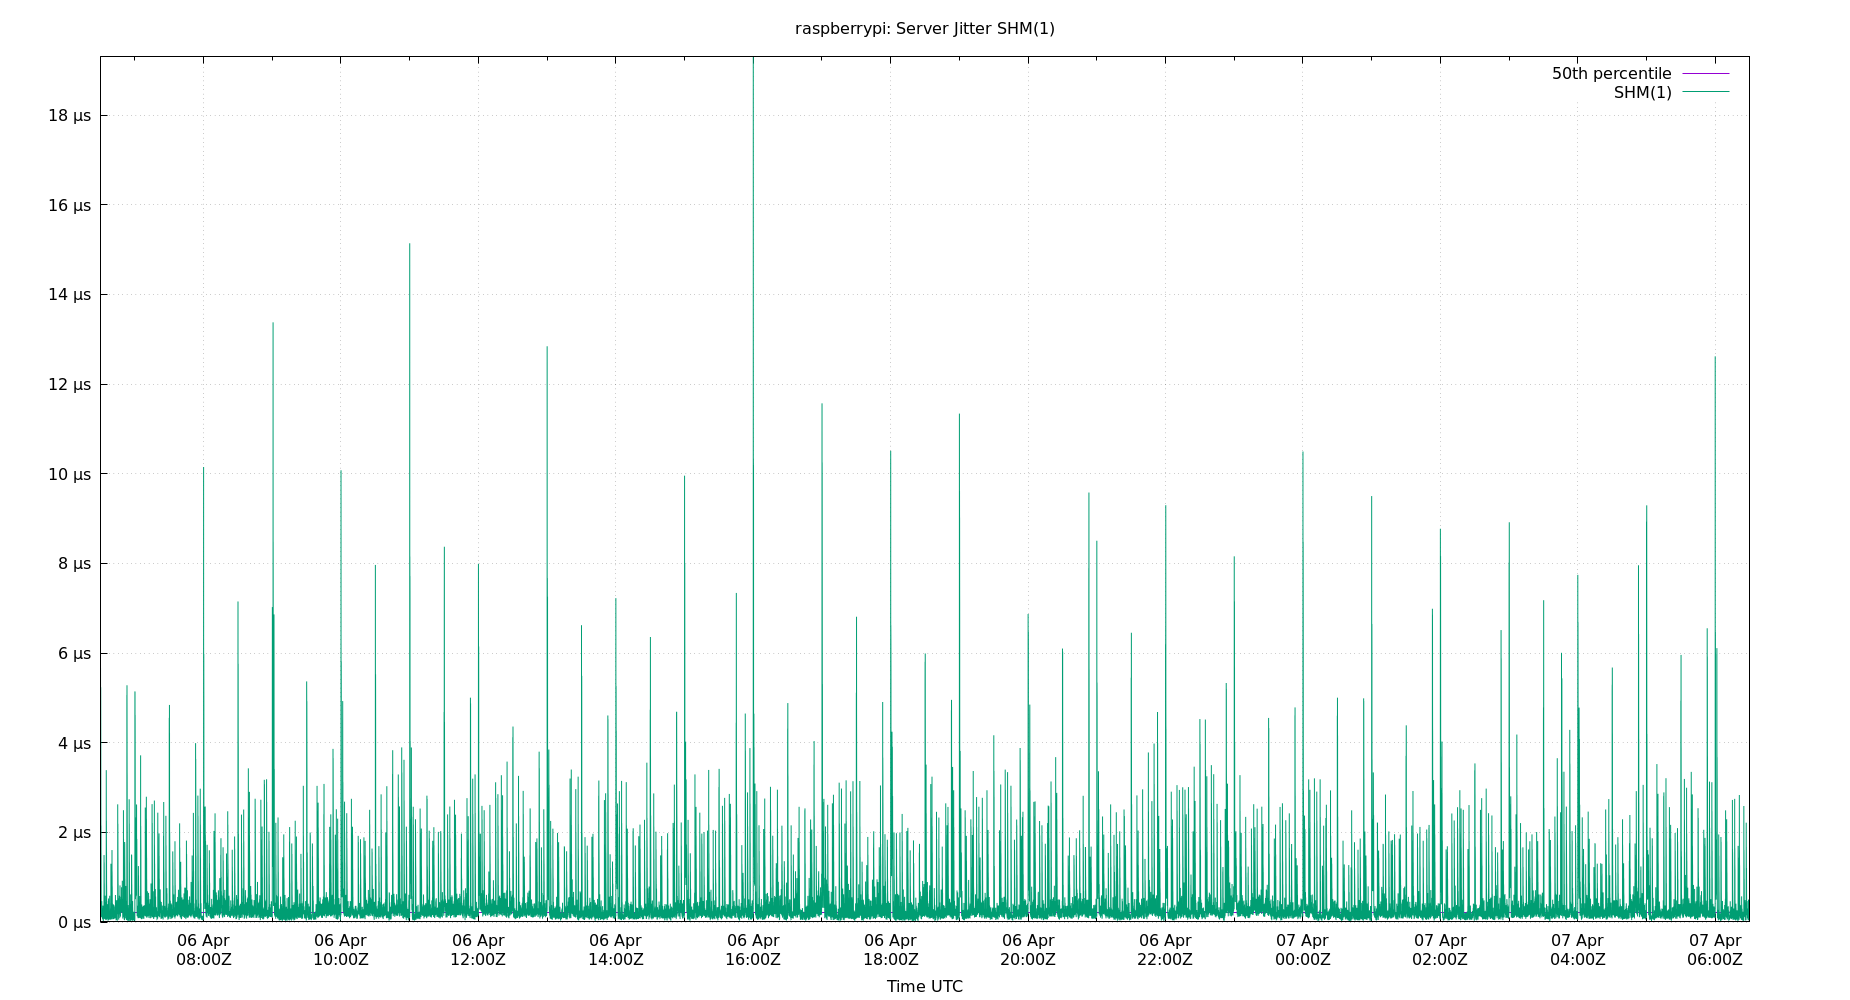 raspberrypi: Server Jitter SHM(1)
50th percentile
SHM(1)
18 µs
16 µs
14 µs
12 µs
10 µs
8 µs
6 µs
4 µs
2 µs
0 µs
06 Apr 06 Apr 06 Apr 06 Apr 06 Apr 06 Apr 06 Apr 06 Apr 07 Apr 07 Apr 07 Apr 07 Apr
08:00Z 10:00Z 12:00Z 14:00Z 16:00Z 18:00Z 20:00Z 22:00Z 00:00Z 02:00Z 04:00Z 06:00Z
Time UTC